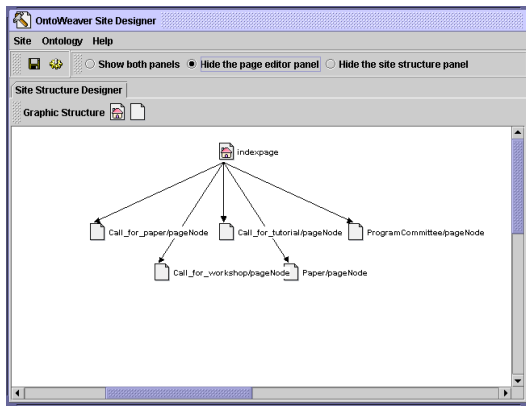 OntoWeaver Site Designer
Site Ontology Help
Show both panels Hide the page editor panel Hide the site structure panel
Site Structure Designer
Graphic Structure
indexpage
Call_for_paper/pageNode Call_for_tutorial/pageNode ProgramCommittee/pageNode
Call_for_workshop/pageNode Paper/pageNode